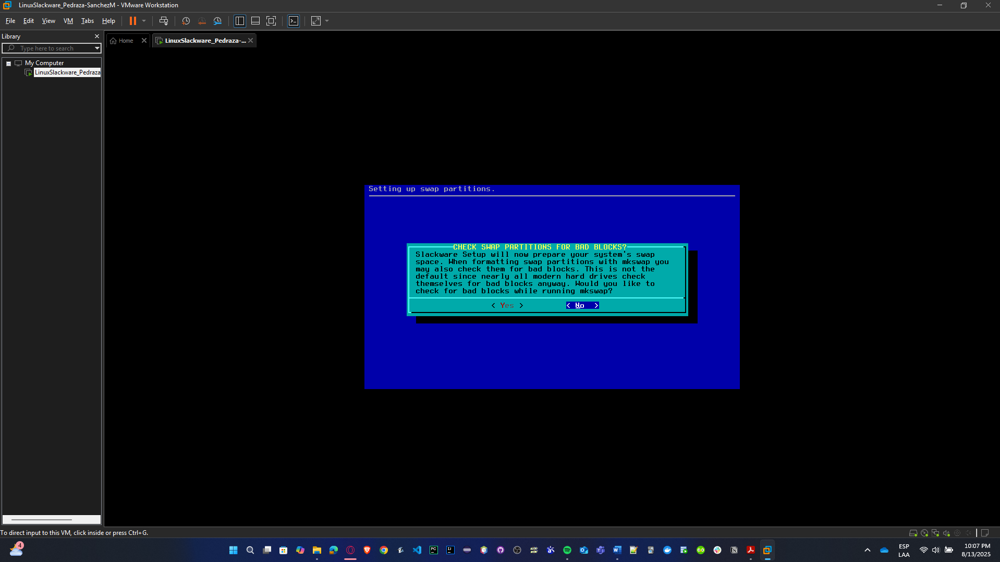 LinuxSlackware_Pedraza-SanchezM - VMware Workstation
File Edit View VM Tabs Help
Library
Home
LinuxSlackware_Pedraza-...
Type here to search
My Computer
LinuxSlackware_Pedraza
Setting up swap partitions.
CHECK SWAP PARTITIONS FOR BAD BLOCKS?
Slackware Setup will now prepare your system's swap
space. When formatting swap partitions with mkswap you
may also check them for bad blocks. This is not the
default since nearly all modern hard drives check
themselves for bad blocks anyway. Would you like to
check for bad blocks while running mkswap?
< Yes > < No >
To direct input to this VM, click inside or press Ctrl+G.
4
PC
IJ
ESP
LAA
10:07 PM
8/13/2025